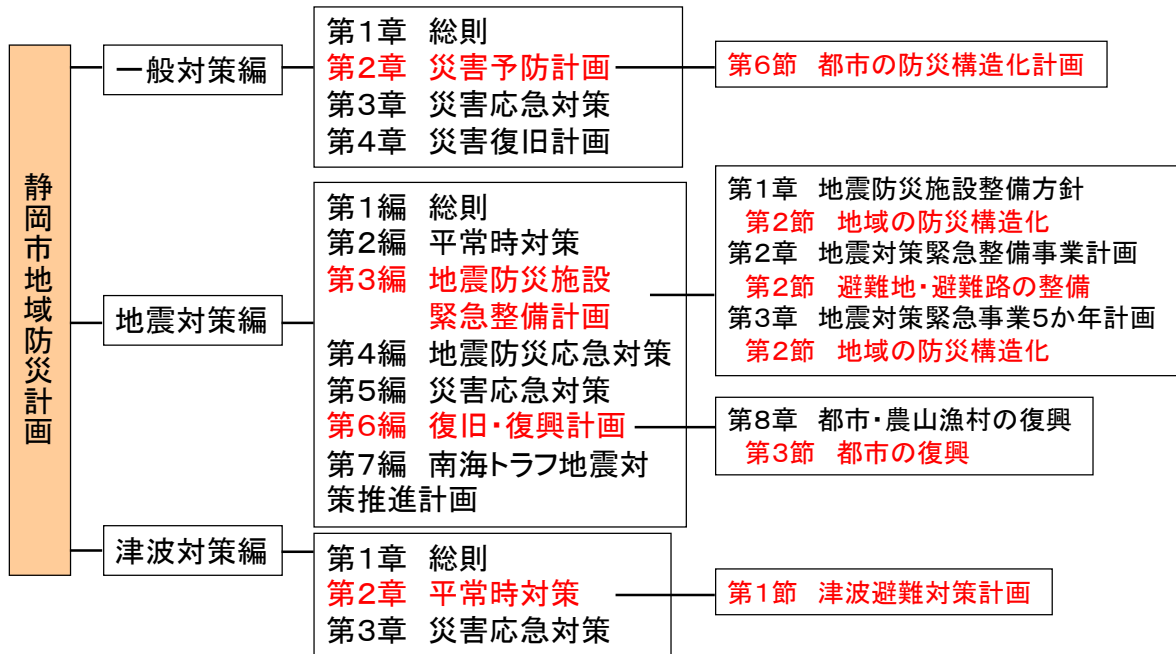 静岡市地域防災計画
一般対策編
第1章 総則
第2章 災害予防計画
第3章 災害応急対策
第4章 災害復旧計画
第6節 都市の防災構造化計画
地震対策編
第1編 総則
第2編 平常時対策
第3編 地震防災施設
緊急整備計画
第4編 地震防災応急対策
第5編 災害応急対策
第6編 復旧・復興計画
第7編 南海トラフ地震対
策推進計画
第1章 地震防災施設整備方針
第2節 地域の防災構造化
第2章 地震対策緊急整備事業計画
第2節 避難地・避難路の整備
第3章 地震対策緊急事業5か年計画
第2節 地域の防災構造化
第8章 都市・農山漁村の復興
第3節 都市の復興
津波対策編
第1章 総則
第2章 平常時対策
第3章 災害応急対策
第1節 津波避難対策計画